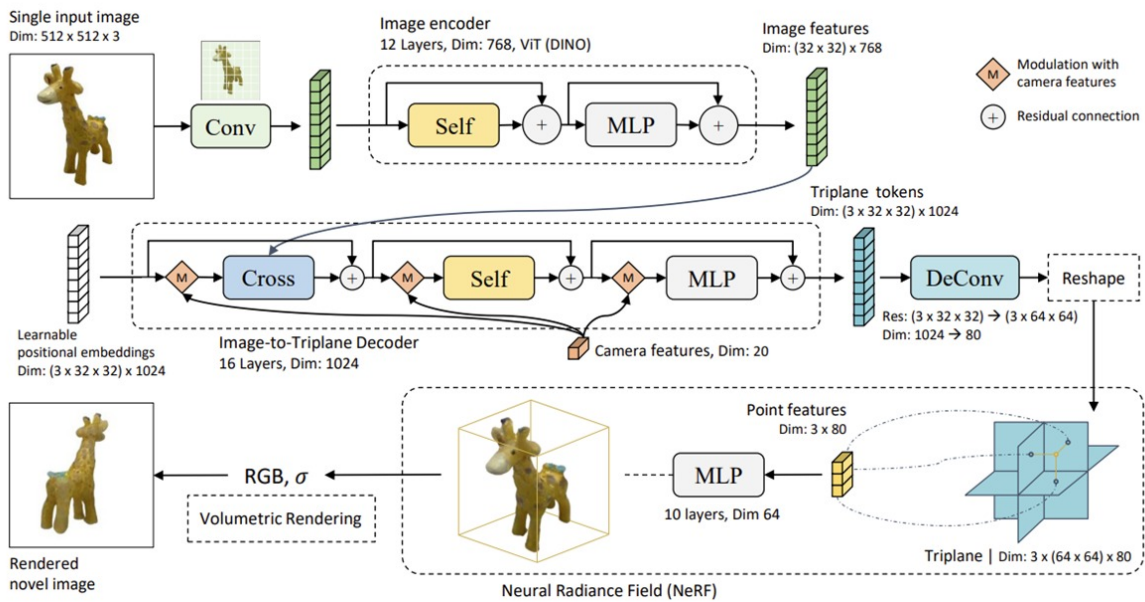 Single input image
Dim: 512 x 512 x 3
Conv
Image encoder
12 Layers, Dim: 768, ViT (DINO)
Self
+
MLP
+
Image features
Dim: (32 x 32) x 768
M
Modulation with
camera features
+
Residual connection
Learnable
positional embeddings
Dim: (3 x 32 x 32) x 1024
M
Cross
+
M
Self
+
M
MLP
+
Image-to-Triplane Decoder
16 Layers, Dim: 1024
Camera features, Dim: 20
Triplane tokens
Dim: (3 x 32 x 32) x 1024
DeConv
Reshape
Res: (3 x 32 x 32) → (3 x 64 x 64)
Dim: 1024 → 80
Point features
Dim: 3 x 80
MLP
10 layers, Dim 64
Triplane | Dim: 3 x (64 x 64) x 80
Neural Radiance Field (NeRF)
RGB, σ
Volumetric Rendering
Rendered
novel image